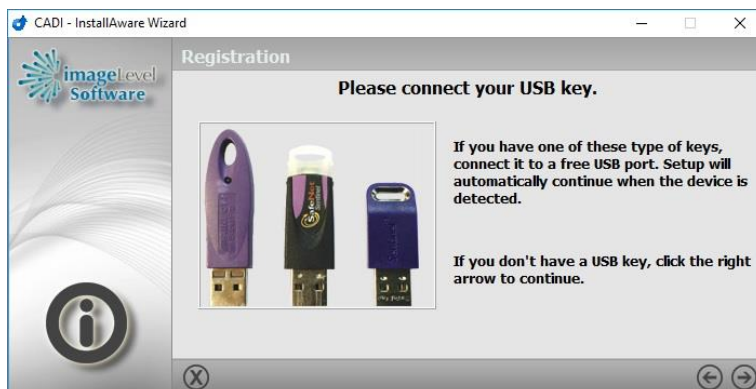 CADI - InstallAware Wizard
imageLevel
Software
Registration
Please connect your USB key.
If you have one of these type of keys,
connect it to a free USB port. Setup will
automatically continue when the device is
detected.
SafeNet
Sentinel
If you don't have a USB key, click the right
arrow to continue.